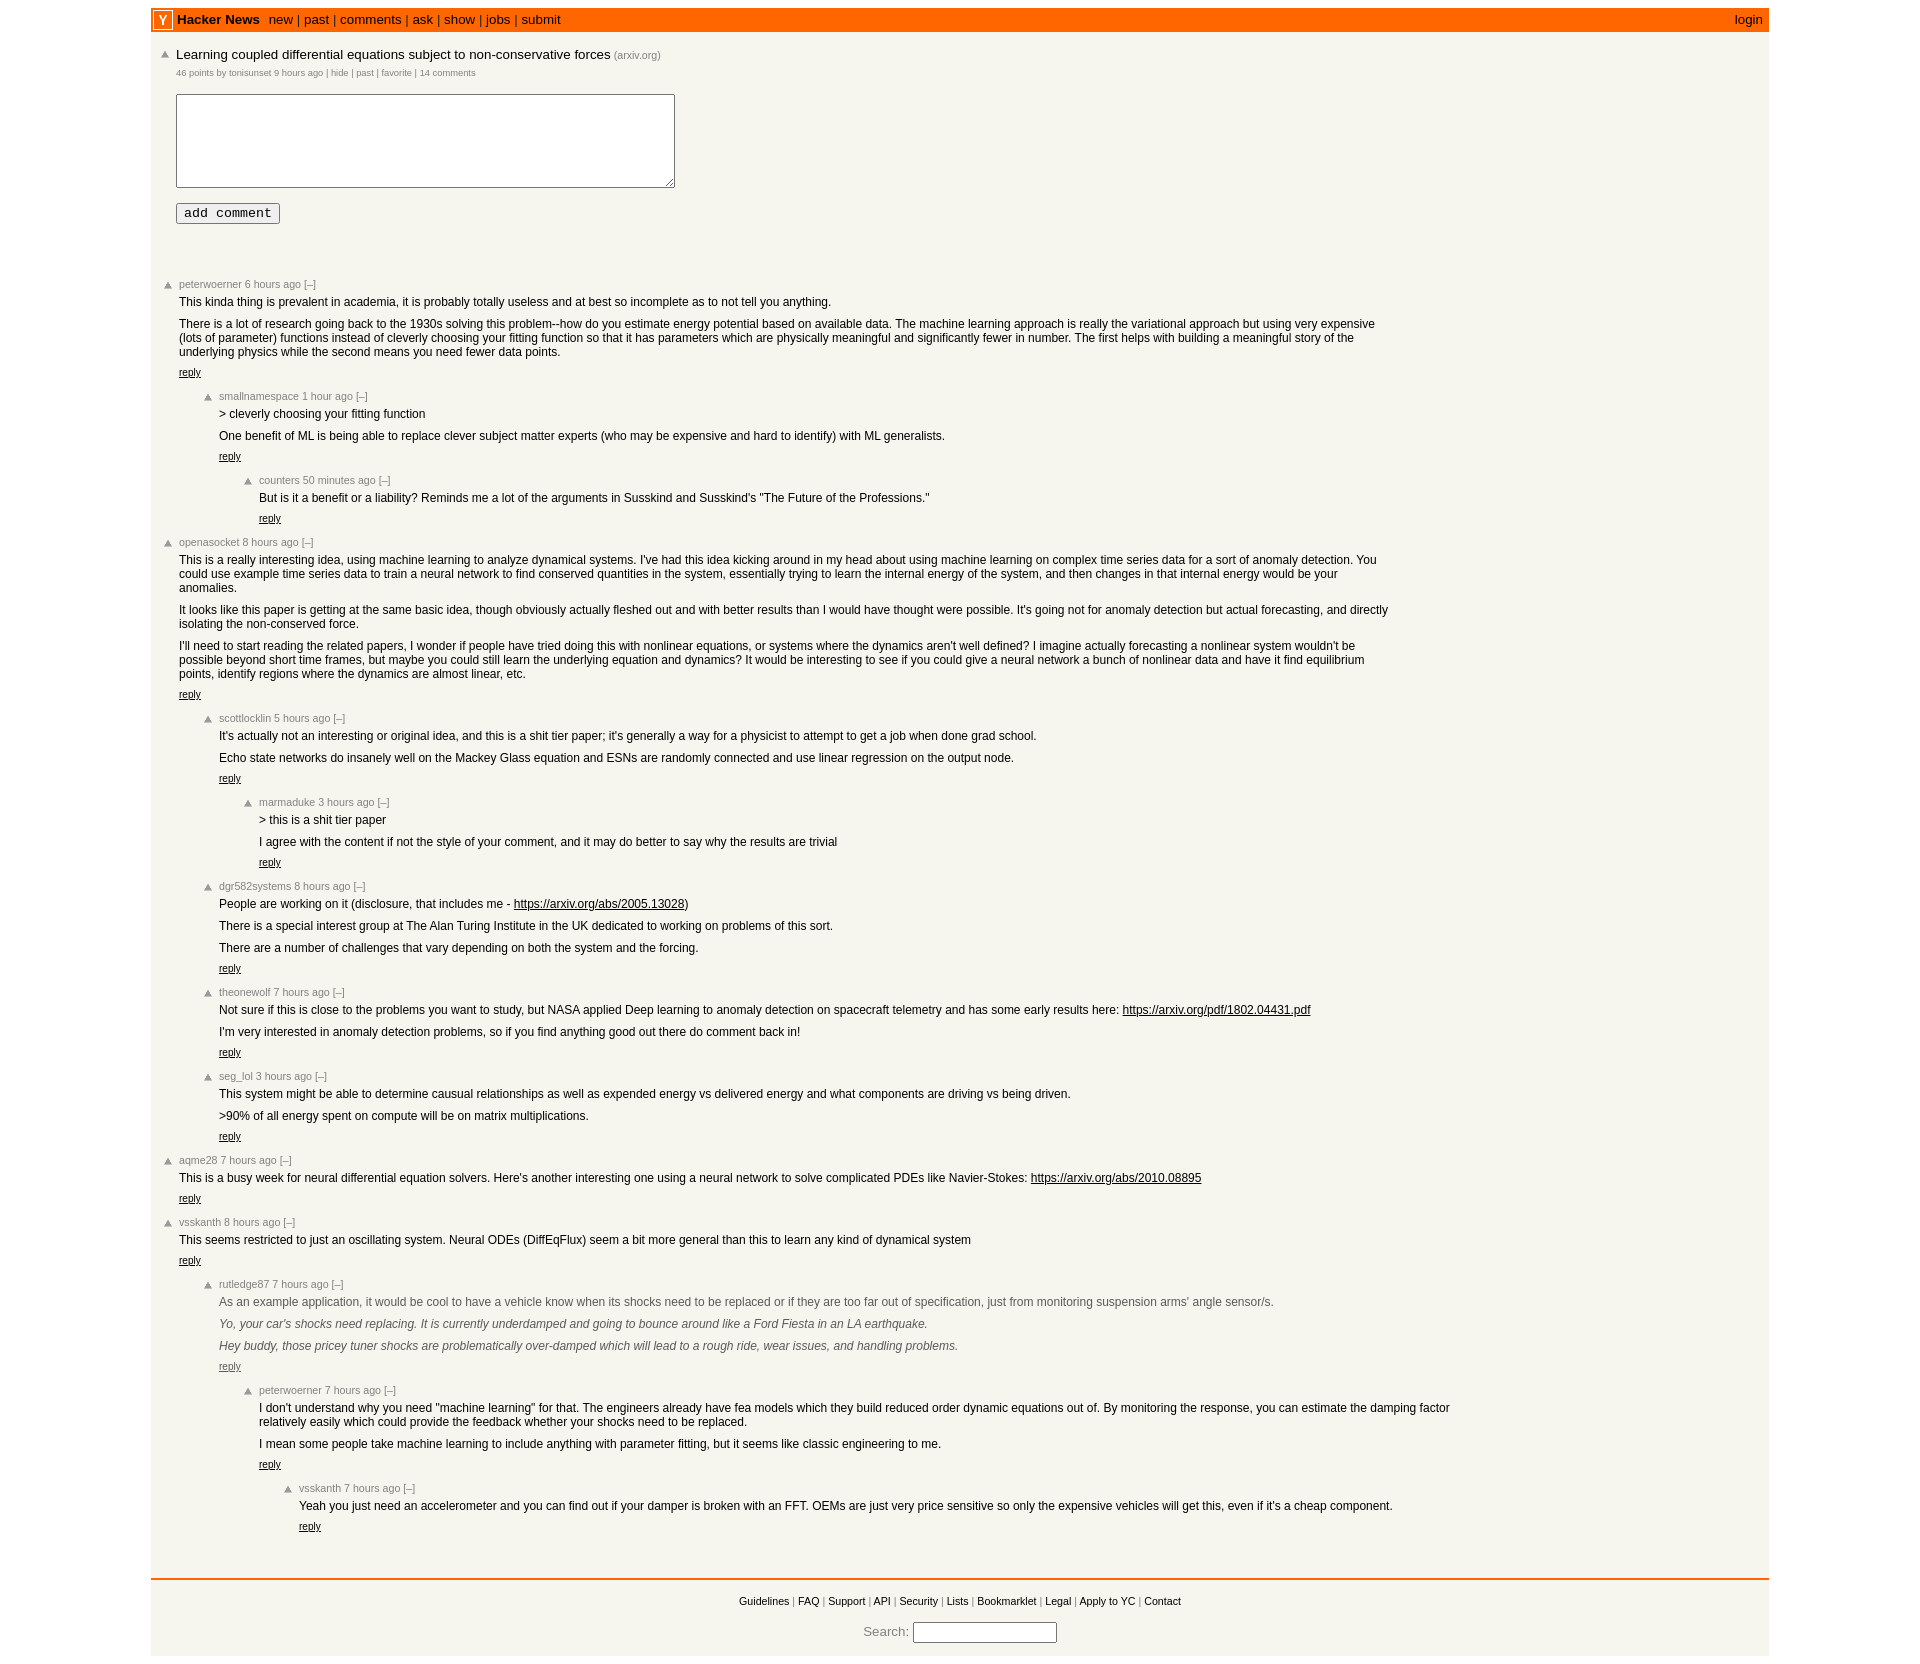 Y Hacker News new | past | comments | ask | show | jobs | submit login
Learning coupled differential equations subject to non-conservative forces (arxiv.org)
46 points by tonisunset 9 hours ago | hide | past | favorite | 14 comments
add comment
peterwoerner 6 hours ago [–]
This kinda thing is prevalent in academia, it is probably totally useless and at best so incomplete as to not tell you anything.
There is a lot of research going back to the 1930s solving this problem--how do you estimate energy potential based on available data. The machine learning approach is really the variational approach but using very expensive
(lots of parameter) functions instead of cleverly choosing your fitting function so that it has parameters which are physically meaningful and significantly fewer in number. The first helps with building a meaningful story of the
underlying physics while the second means you need fewer data points.
reply
smallnamespace 1 hour ago [–]
> cleverly choosing your fitting function
One benefit of ML is being able to replace clever subject matter experts (who may be expensive and hard to identify) with ML generalists.
reply
counters 50 minutes ago [–]
But is it a benefit or a liability? Reminds me a lot of the arguments in Susskind and Susskind's "The Future of the Professions."
reply
openasocket 8 hours ago [–]
This is a really interesting idea, using machine learning to analyze dynamical systems. I've had this idea kicking around in my head about using machine learning on complex time series data for a sort of anomaly detection. You
could use example time series data to train a neural network to find conserved quantities in the system, essentially trying to learn the internal energy of the system, and then changes in that internal energy would be your
anomalies.
It looks like this paper is getting at the same basic idea, though obviously actually fleshed out and with better results than I would have thought were possible. It's going not for anomaly detection but actual forecasting, and directly
isolating the non-conserved force.
I'll need to start reading the related papers, I wonder if people have tried doing this with nonlinear equations, or systems where the dynamics aren't well defined? I imagine actually forecasting a nonlinear system wouldn't be
possible beyond short time frames, but maybe you could still learn the underlying equation and dynamics? It would be interesting to see if you could give a neural network a bunch of nonlinear data and have it find equilibrium
points, identify regions where the dynamics are almost linear, etc.
reply
scottlocklin 5 hours ago [–]
It's actually not an interesting or original idea, and this is a shit tier paper; it's generally a way for a physicist to attempt to get a job when done grad school.
Echo state networks do insanely well on the Mackey Glass equation and ESNs are randomly connected and use linear regression on the output node.
reply
marmaduke 3 hours ago [–]
> this is a shit tier paper
I agree with the content if not the style of your comment, and it may do better to say why the results are trivial
reply
dgr582systems 8 hours ago [–]
People are working on it (disclosure, that includes me - https://arxiv.org/abs/2005.13028)
There is a special interest group at The Alan Turing Institute in the UK dedicated to working on problems of this sort.
There are a number of challenges that vary depending on both the system and the forcing.
reply
theonewolf 7 hours ago [–]
Not sure if this is close to the problems you want to study, but NASA applied Deep learning to anomaly detection on spacecraft telemetry and has some early results here: https://arxiv.org/pdf/1802.04431.pdf
I'm very interested in anomaly detection problems, so if you find anything good out there do comment back in!
reply
seg_lol 3 hours ago [–]
This system might be able to determine causual relationships as well as expended energy vs delivered energy and what components are driving vs being driven.
>90% of all energy spent on compute will be on matrix multiplications.
reply
aqme28 7 hours ago [–]
This is a busy week for neural differential equation solvers. Here's another interesting one using a neural network to solve complicated PDEs like Navier-Stokes: https://arxiv.org/abs/2010.08895
reply
vsskanth 8 hours ago [–]
This seems restricted to just an oscillating system. Neural ODEs (DiffEqFlux) seem a bit more general than this to learn any kind of dynamical system
reply
rutledge87 7 hours ago [–]
As an example application, it would be cool to have a vehicle know when its shocks need to be replaced or if they are too far out of specification, just from monitoring suspension arms' angle sensor/s.
Yo, your car's shocks need replacing. It is currently underdamped and going to bounce around like a Ford Fiesta in an LA earthquake.
Hey buddy, those pricey tuner shocks are problematically over-damped which will lead to a rough ride, wear issues, and handling problems.
reply
peterwoerner 7 hours ago [–]
I don't understand why you need "machine learning" for that. The engineers already have fea models which they build reduced order dynamic equations out of. By monitoring the response, you can estimate the damping factor
relatively easily which could provide the feedback whether your shocks need to be replaced.
I mean some people take machine learning to include anything with parameter fitting, but it seems like classic engineering to me.
reply
vsskanth 7 hours ago [–]
Yeah you just need an accelerometer and you can find out if your damper is broken with an FFT. OEMs are just very price sensitive so only the expensive vehicles will get this, even if it's a cheap component.
reply
Guidelines | FAQ | Support | API | Security | Lists | Bookmarklet | Legal | Apply to YC | Contact
Search: